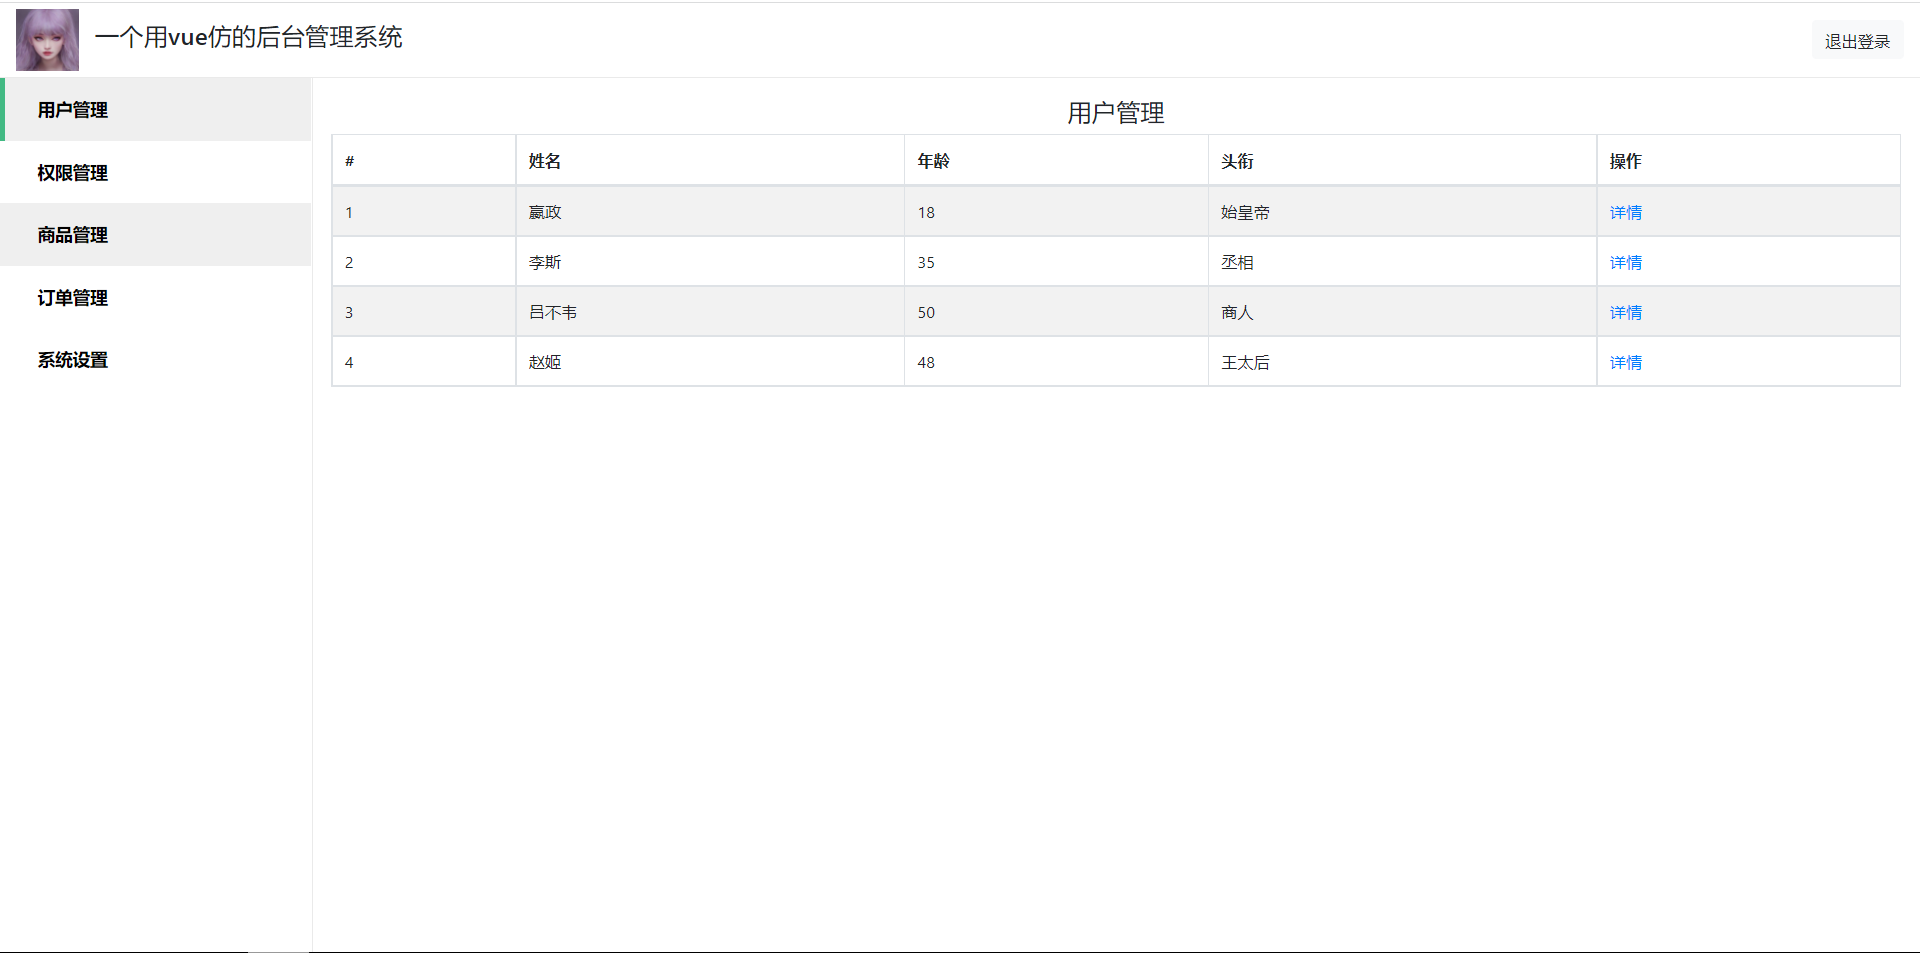 一个用vue仿的后台管理系统
退出登录
用户管理
权限管理
商品管理
订单管理
系统设置
用户管理
# 姓名 年龄 头衔 操作
1 嬴政 18 始皇帝 详情
2 李斯 35 丞相 详情
3 吕不韦 50 商人 详情
4 赵姬 48 王太后 详情